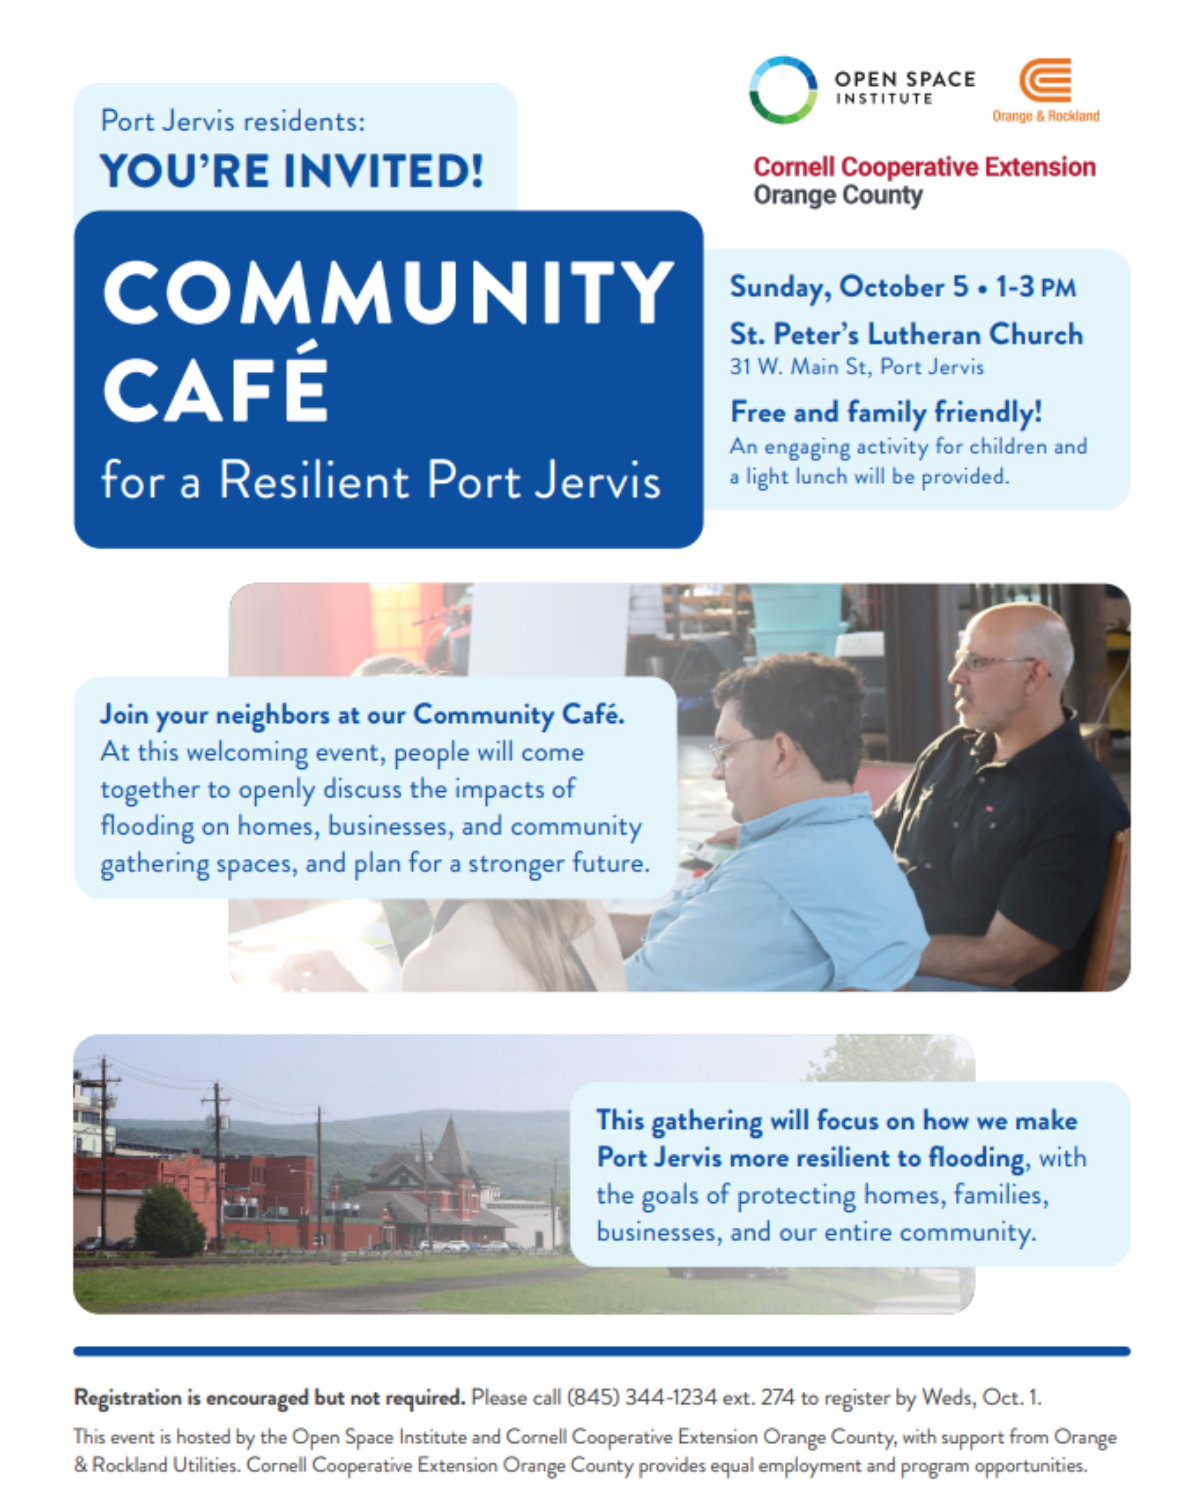 Port Jervis residents:
YOU'RE INVITED!
OPEN SPACE
INSTITUTE
Orange & Rockland
Cornell Cooperative Extension
Orange County
COMMUNITY
CAFÉ
for a Resilient Port Jervis
Sunday, October 5 • 1-3 PM
St. Peter's Lutheran Church
31 W. Main St, Port Jervis
Free and family friendly!
An engaging activity for children and
a light lunch will be provided.
Join your neighbors at our Community Café.
At this welcoming event, people will come
together to openly discuss the impacts of
flooding on homes, businesses, and community
gathering spaces, and plan for a stronger future.
This gathering will focus on how we make
Port Jervis more resilient to flooding, with
the goals of protecting homes, families,
businesses, and our entire community.
Registration is encouraged but not required. Please call (845) 344-1234 ext. 274 to register by Weds, Oct. 1.
This event is hosted by the Open Space Institute and Cornell Cooperative Extension Orange County, with support from Orange
& Rockland Utilities. Cornell Cooperative Extension Orange County provides equal employment and program opportunities.